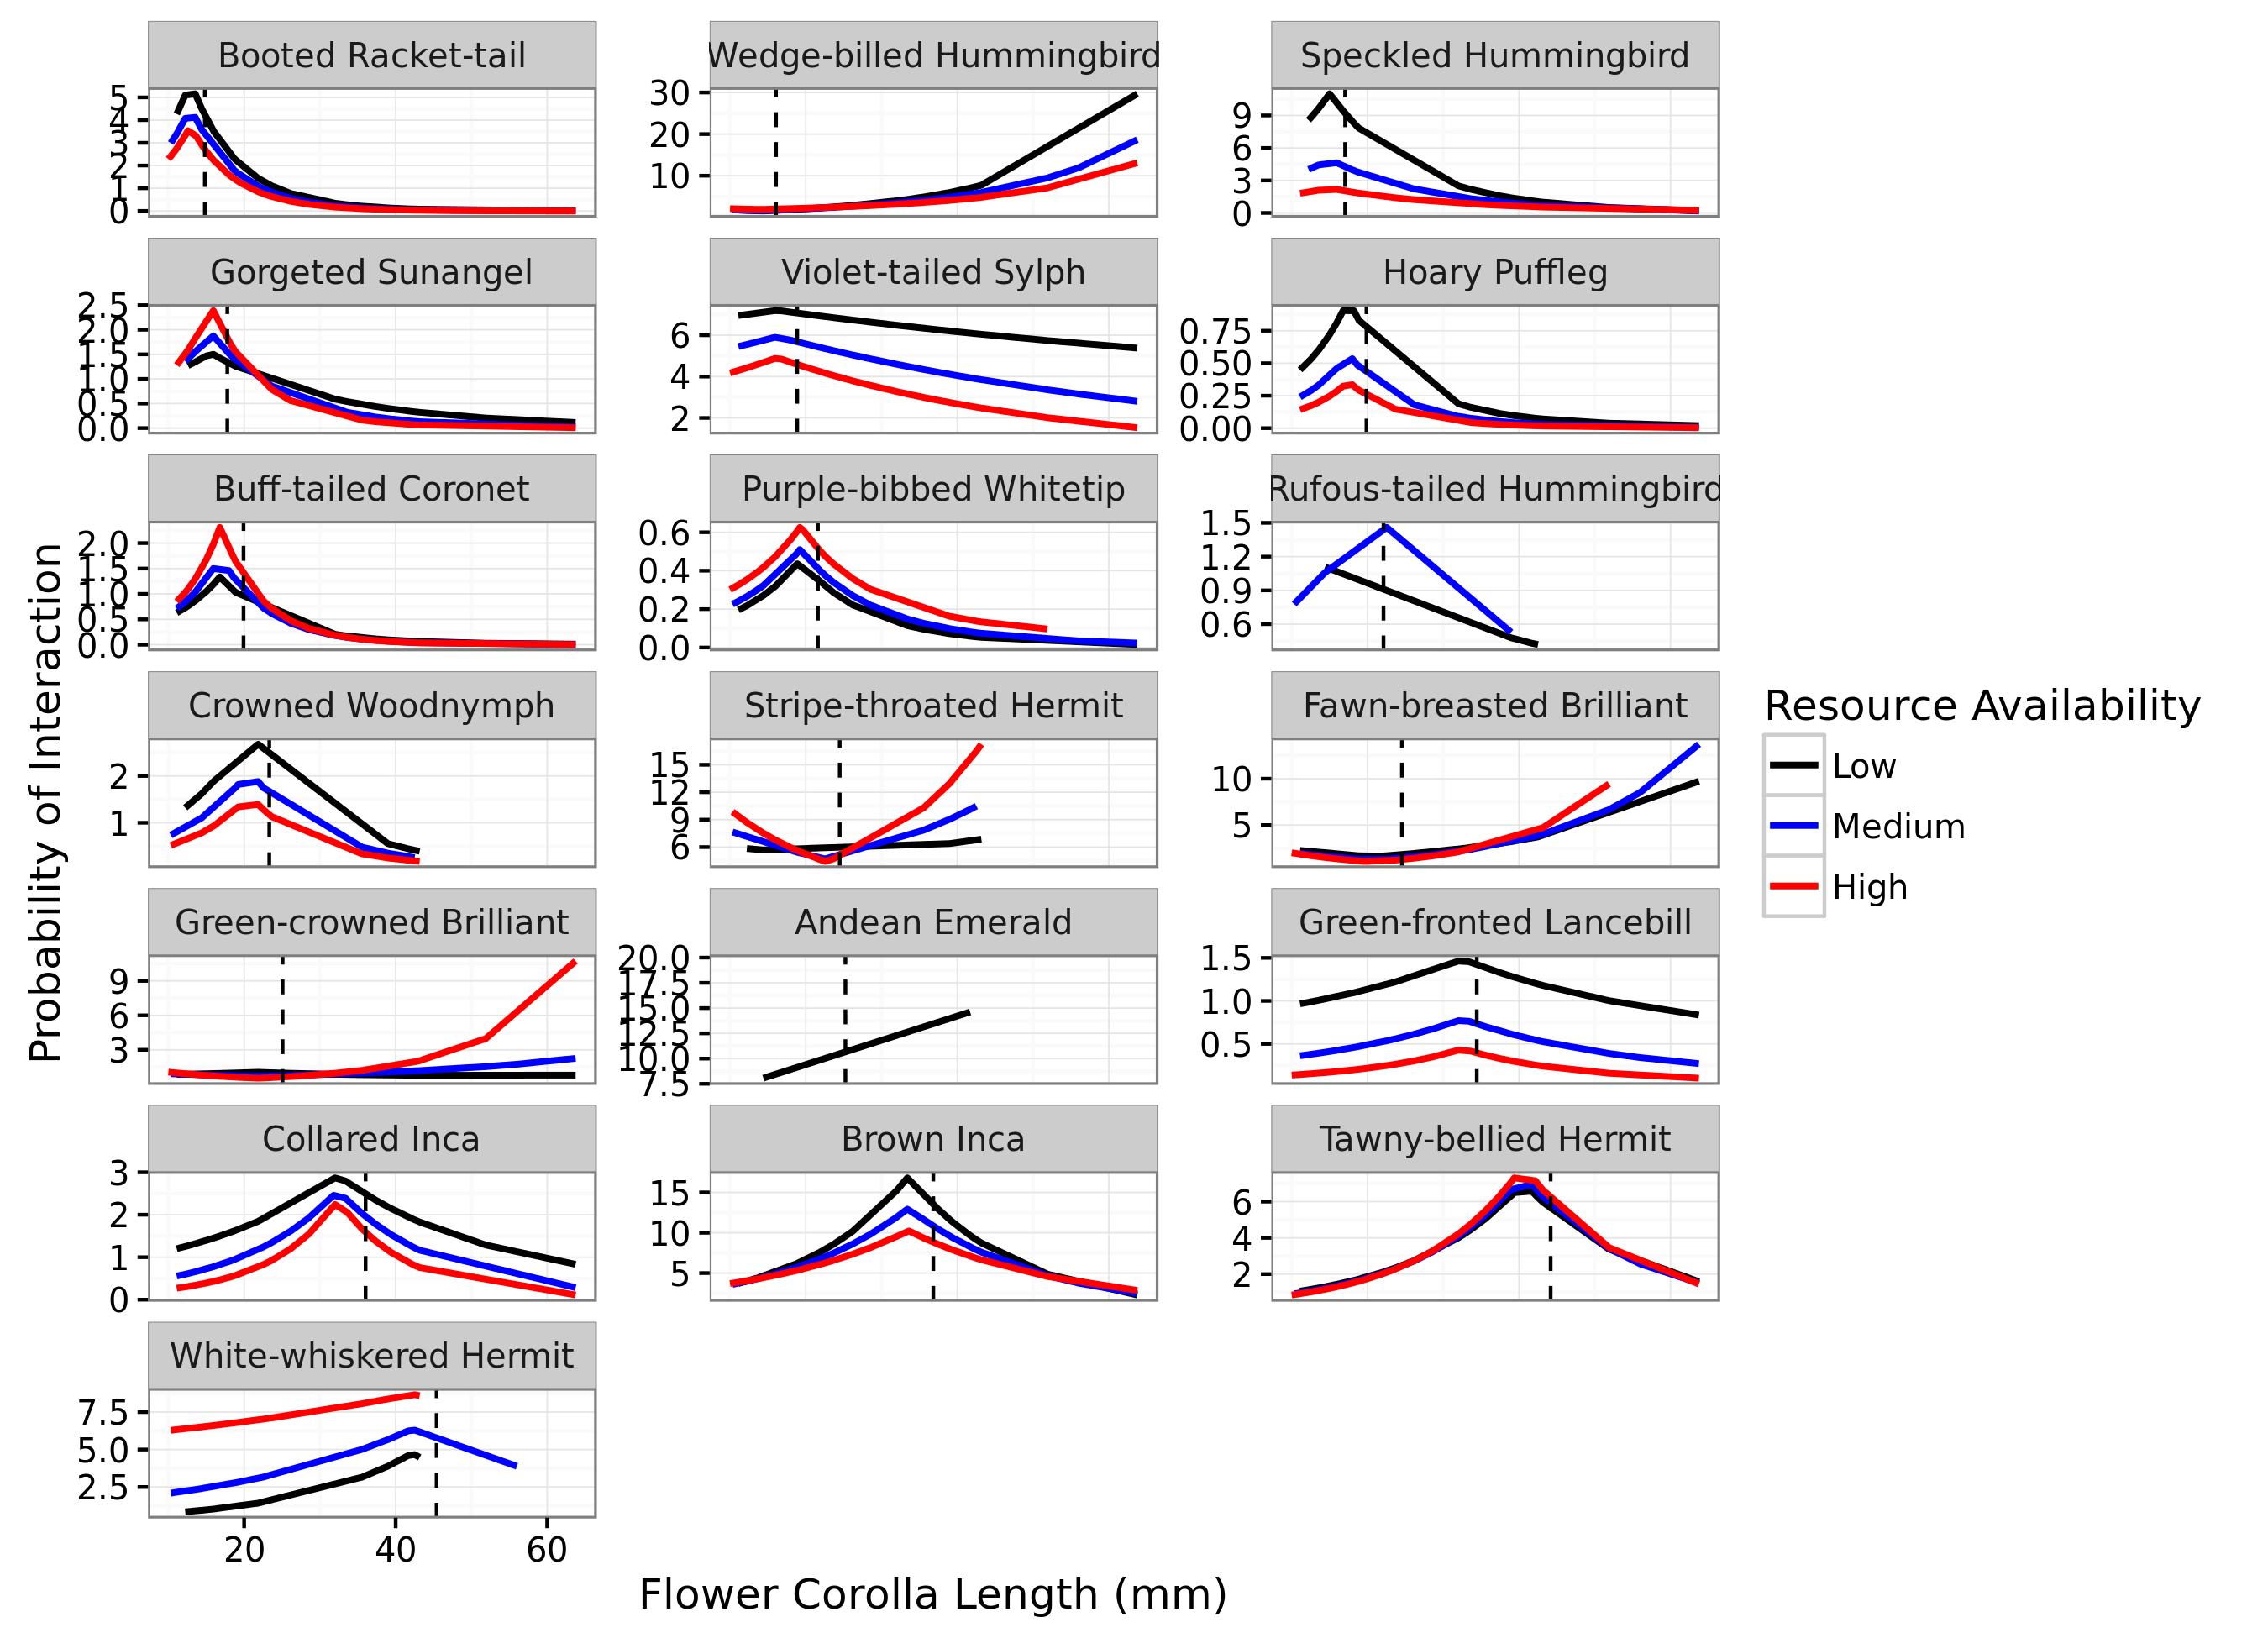 Booted Racket-tail
Wedge-billed Hummingbird
Speckled Hummingbird
5
4
3
2
1
0
30
20
10
9
6
3
0
Gorgeted Sunangel
Violet-tailed Sylph
Hoary Puffleg
2.5
2.0
1.5
1.0
0.5
0.0
6
4
2
0.75
0.50
0.25
0.00
Buff-tailed Coronet
Purple-bibbed Whitetip
Rufous-tailed Hummingbird
2.0
1.5
1.0
0.5
0.0
0.6
0.4
0.2
0.0
1.5
1.2
0.9
0.6
Crowned Woodnymph
Stripe-throated Hermit
Fawn-breasted Brilliant
2
1
15
12
9
6
10
5
Green-crowned Brilliant
Andean Emerald
Green-fronted Lancebill
9
6
3
20.0
17.5
15.0
12.5
10.0
7.5
1.5
1.0
0.5
Collared Inca
Brown Inca
Tawny-bellied Hermit
3
2
1
0
15
10
5
6
4
2
White-whiskered Hermit
7.5
5.0
2.5
20 40 60
Flower Corolla Length (mm)
Probability of Interaction
Resource Availability
Low
Medium
High